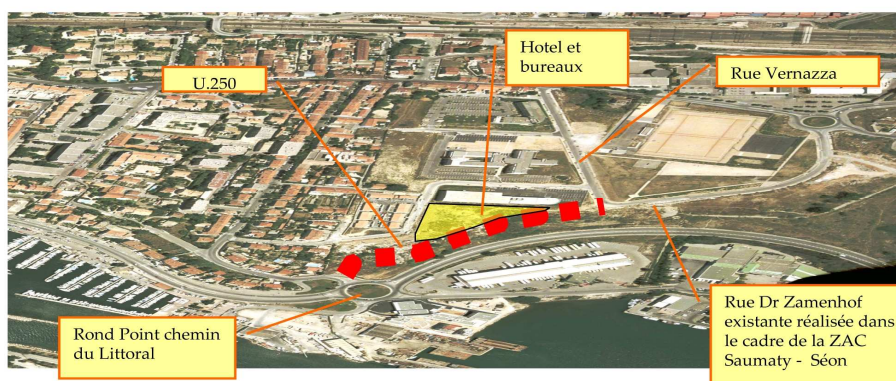 Hotel et
bureaux
U.250
Rue Vernazza
Rond Point chemin
du Littoral
Rue Dr Zamenhof
existante réalisée dans
le cadre de la ZAC
Saumaty - Séon